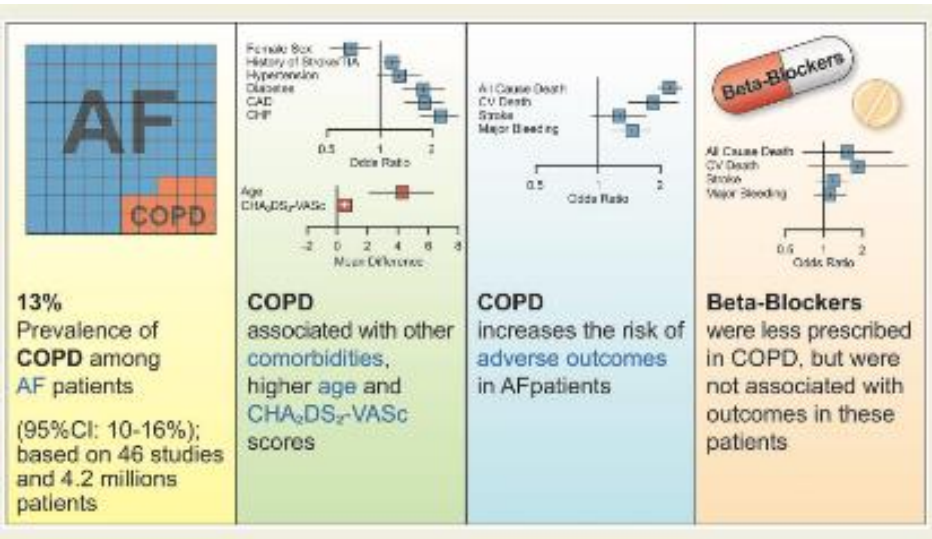 AF
COPD
13%
Prevalence of
COPD among
AF patients
(95%CI: 10-16%);
based on 46 studies
and 4.2 millions
patients
Female Sex
History of Stroke/TIA
Hypertension
Diabetes
CAD
CHF
0.5 1 2
Odds Ratio
Age
CHA₂DS₂-VASc
-2 0 2 4 6 8
Mean Difference
COPD
associated with other
comorbidities,
higher age and
CHA₂DS₂-VASc
scores
All Cause Death
CV Death
Stroke
Major Bleeding
0.5 1 2
Odds Ratio
COPD
increases the risk of
adverse outcomes
in AFpatients
Beta-Blockers
All Cause Death
CV Death
Stroke
Major Bleeding
0.5 1 2
Odds Ratio
Beta-Blockers
were less prescribed
in COPD, but were
not associated with
outcomes in these
patients